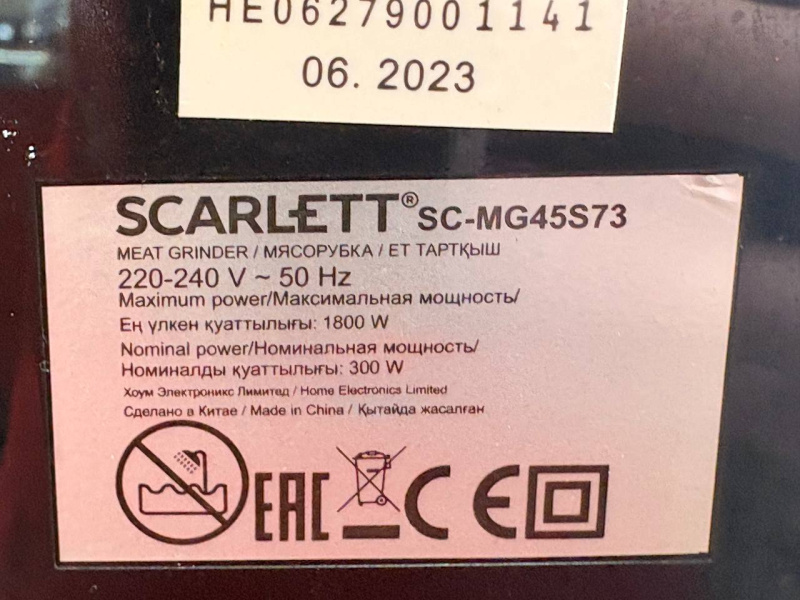 HE06279001141
06. 2023
SCARLETT® SC-MG45S73
MEAT GRINDER / МЯСОРУБКА / ЕТ ТАРТҚЫШ
220-240 V ~ 50 Hz
Maximum power/Максимальная мощность/
Ең үлкен қуаттылығы: 1800 W
Nominal power/Номинальная мощность/
Номиналды қуаттылығы: 300 W
Хоум Электроникс Лимитед / Home Electronics Limited
Сделано в Китае / Made in China / Қытайда жасалған
EAC CE